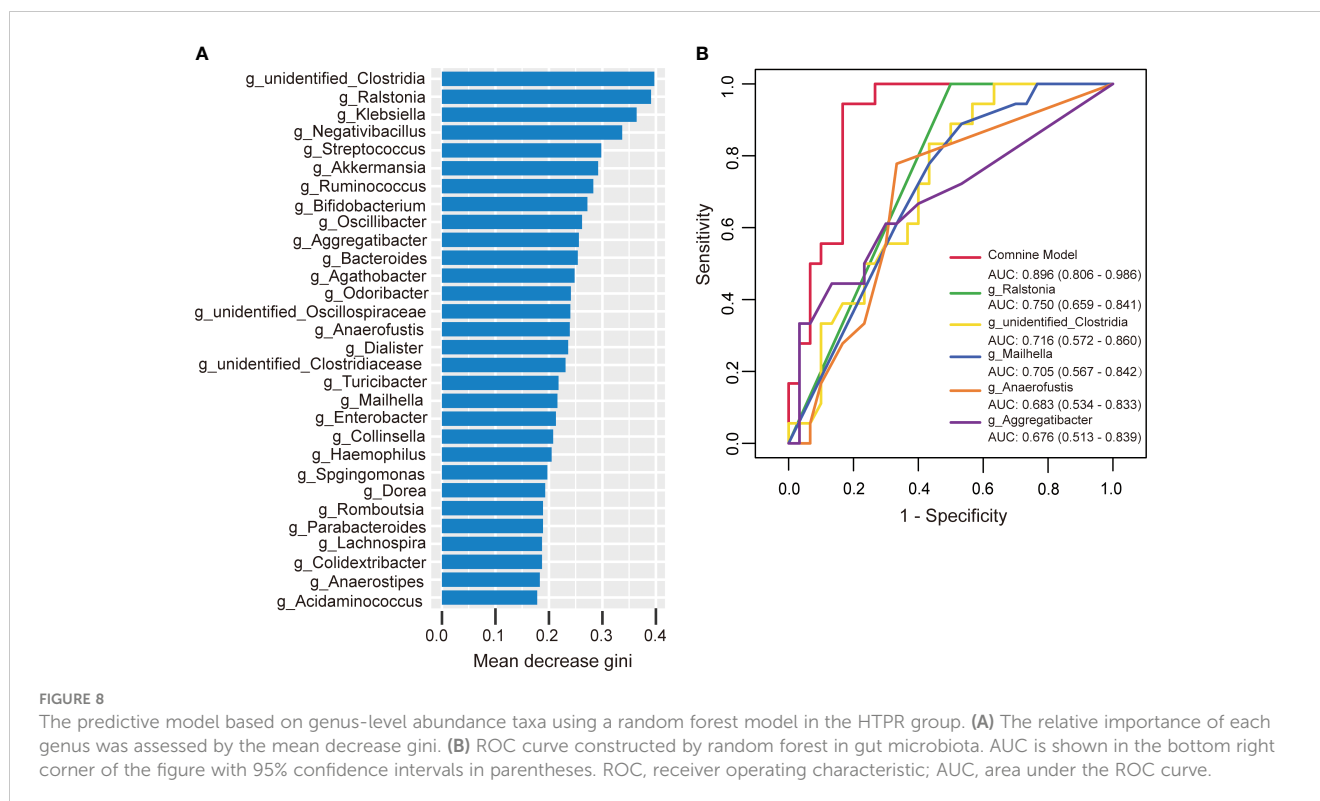 A
g_unidentified_Clostridia
g_Ralstonia
g_Klebsiella
g_Negativibacillus
g_Streptococcus
g_Akkermansia
g_Ruminococcus
g_Bifidobacterium
g_Oscillibacter
g_Aggregatibacter
g_Bacteroides
g_Agathobacter
g_Odoribacter
g_unidentified_Oscillospiraceae
g_Anaerofustis
g_Dialister
g_unidentified_Clostridiacease
g_Turicibacter
g_Mailhella
g_Enterobacter
g_Collinsella
g_Haemophilus
g_Spgingomonas
g_Dorea
g_Romboutsia
g_Parabacteroides
g_Lachnospira
g_Colidextribacter
g_Anaerostipes
g_Acidaminococcus
0.0 0.1 0.2 0.3 0.4
Mean decrease gini
B
Sensitivity
1.0
0.8
0.6
0.4
0.2
0.0
Comnine Model
AUC: 0.896 (0.806 - 0.986)
g_Ralstonia
AUC: 0.750 (0.659 - 0.841)
g_unidentified_Clostridia
AUC: 0.716 (0.572 - 0.860)
g_Mailhella
AUC: 0.705 (0.567 - 0.842)
g_Anaerofustis
AUC: 0.683 (0.534 - 0.833)
g_Aggregatibacter
AUC: 0.676 (0.513 - 0.839)
0.0 0.2 0.4 0.6 0.8 1.0
1 - Specificity
FIGURE 8
The predictive model based on genus-level abundance taxa using a random forest model in the HTPR group. (A) The relative importance of each
genus was assessed by the mean decrease gini. (B) ROC curve constructed by random forest in gut microbiota. AUC is shown in the bottom right
corner of the figure with 95% confidence intervals in parentheses. ROC, receiver operating characteristic; AUC, area under the ROC curve.